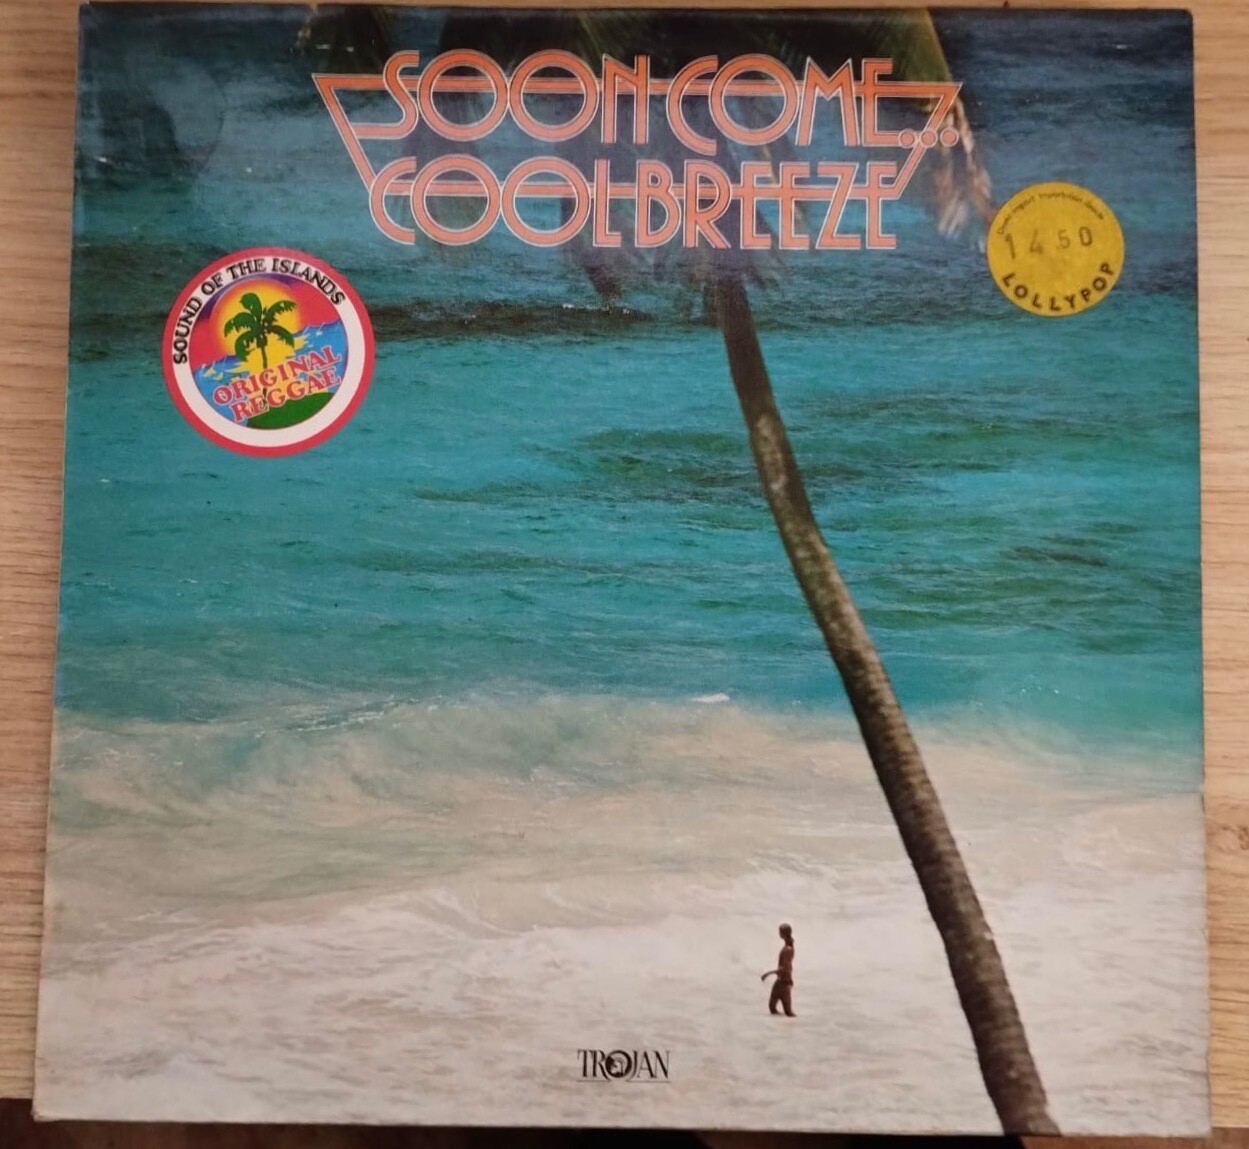 SOON COME...
COOL BREEZE
SOUND OF THE ISLANDS
ORIGINAL
REGGAE
14.50
LOLLYPOP
TROJAN